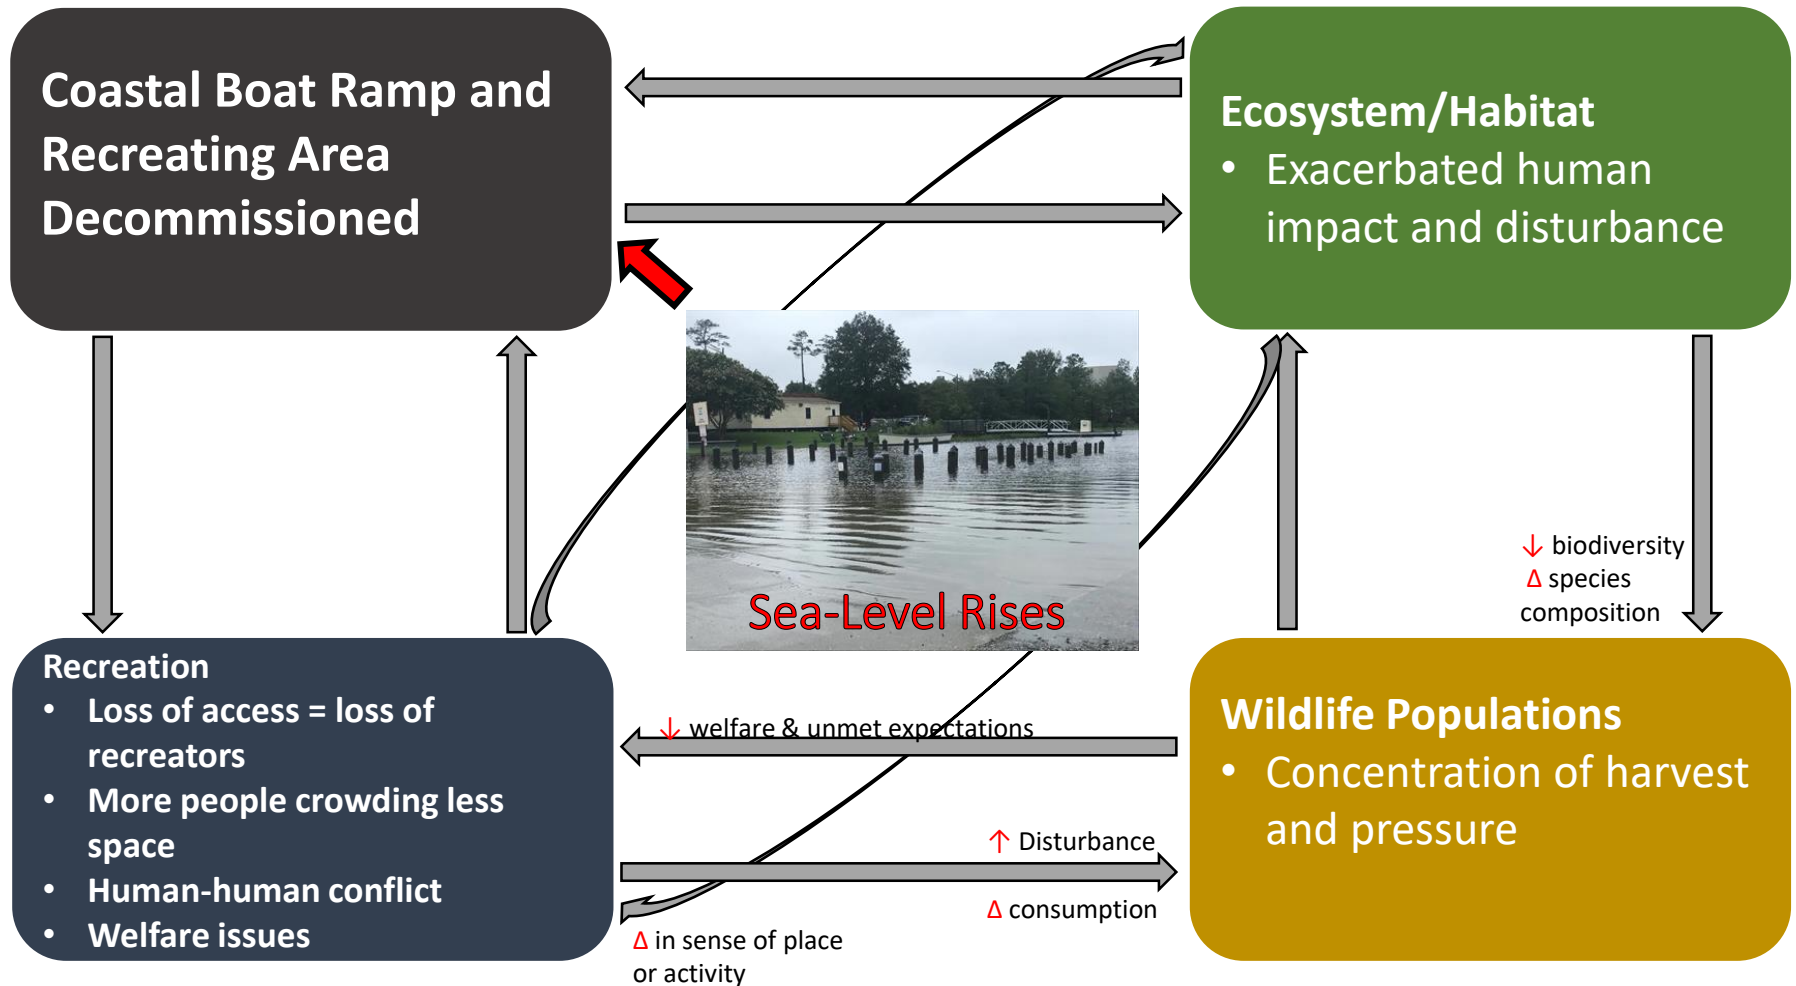 Coastal Boat Ramp and
Recreating Area
Decommissioned
Ecosystem/Habitat
• Exacerbated human
impact and disturbance
Sea-Level Rises
↓ biodiversity
Δ species
composition
Recreation
• Loss of access = loss of
recreators
• More people crowding less
space
• Human-human conflict
• Welfare issues
↓ welfare & unmet expectations
↑ Disturbance
Δ consumption
Δ in sense of place
or activity
Wildlife Populations
• Concentration of harvest
and pressure